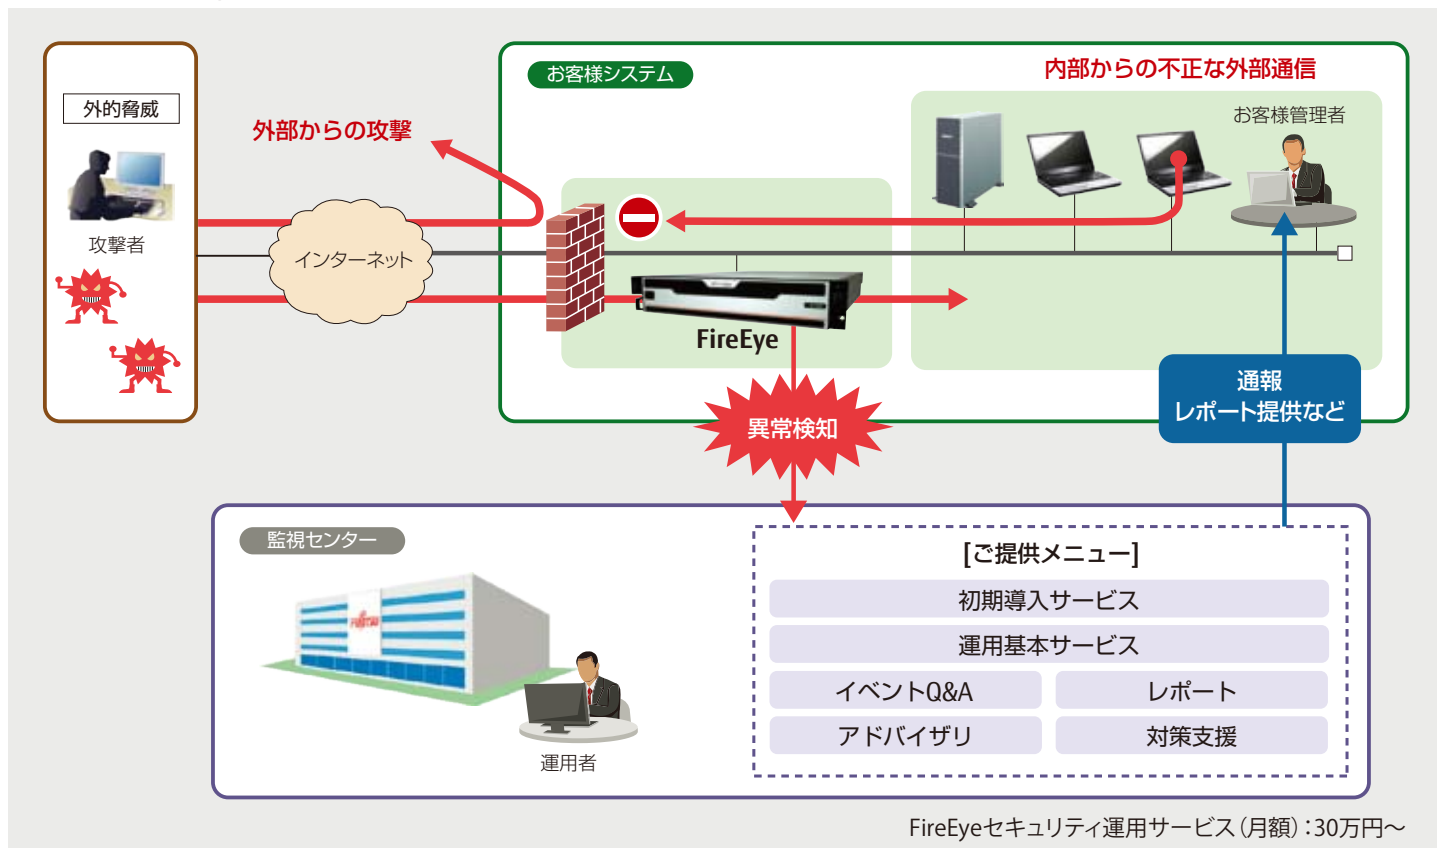 外的脅威
攻撃者
外部からの攻撃
インターネット
お客様システム
内部からの不正な外部通信
お客様管理者
FireEye
異常検知
通報
レポート提供など
監視センター
FUJITSU
運用者
[ご提供メニュー]
初期導入サービス
運用基本サービス
イベントQ&A
レポート
アドバイザリ
対策支援
FireEyeセキュリティ運用サービス（月額）：30万円～